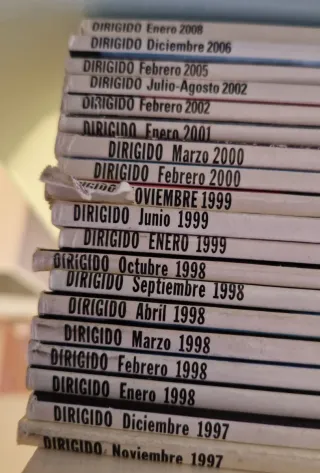 DIRIGIDO Enero 2008
DIRIGIDO Diciembre 2006
DIRIGIDO Febrero 2005
DIRIGIDO Julio-Agosto 2002
DIRIGIDO Febrero 2002
DIRIGIDO Enero 2001
DIRIGIDO Marzo 2000
DIRIGIDO Febrero 2000
DIRIGIDO NOVIEMBRE 1999
DIRIGIDO Junio 1999
DIRIGIDO ENERO 1999
DIRIGIDO Octubre 1998
DIRIGIDO Septiembre 1998
DIRIGIDO Abril 1998
DIRIGIDO Marzo 1998
DIRIGIDO Febrero 1998
DIRIGIDO Enero 1998
DIRIGIDO Diciembre 1997
DIRIGIDO Noviembre 1997